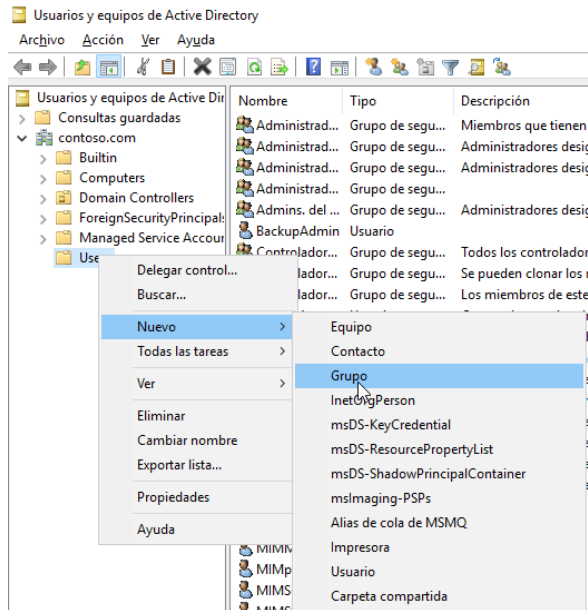 Usuarios y equipos de Active Directory
Archivo Acción Ver Ayuda
Usuarios y equipos de Active Dir
Consultas guardadas
contoso.com
Builtin
Computers
Domain Controllers
ForeignSecurityPrincipals
Managed Service Accour
Use
Nombre Tipo Descripción
Administrad... Grupo de segu... Miembros que tienen
Administrad... Grupo de segu... Administradores desig
Administrad... Grupo de segu... Administradores desig
Administrad... Grupo de segu...
Admins. del ... Grupo de segu... Administradores desig
BackupAdmin Usuario
Controlador... Grupo de segu... Todos los controlador
lador... Grupo de segu... Se pueden clonar los
lador... Grupo de segu... Los miembros de este
Delegar control...
Buscar...
Nuevo
Todas las tareas
Ver
Eliminar
Cambiar nombre
Exportar lista...
Propiedades
Ayuda
Equipo
Contacto
Grupo
InetOrgPerson
msDS-KeyCredential
msDS-ResourcePropertyList
msDS-ShadowPrincipalContainer
msImaging-PSPs
Alias de cola de MSMQ
Impresora
Usuario
Carpeta compartida
MIMp
MIMS